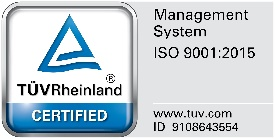 TÜVRheinland®
CERTIFIED
Management
System
ISO 9001:2015
www.tuv.com
ID 9108643554